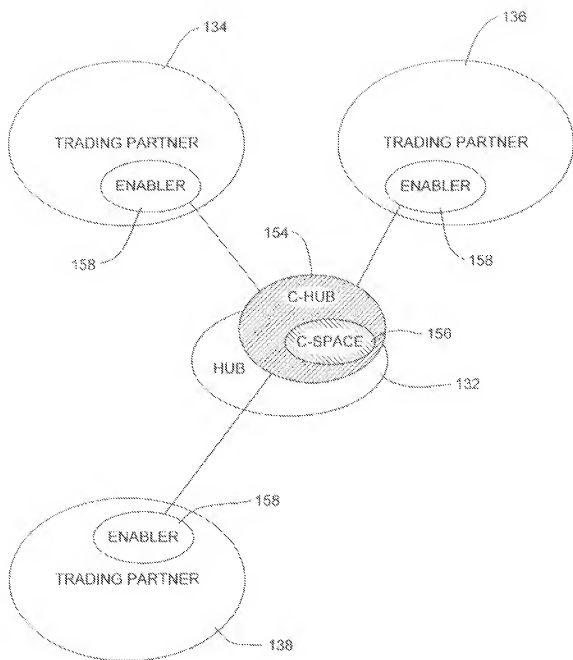 134
136
TRADING PARTNER
TRADING PARTNER
ENABLER
ENABLER
158
158
154
C-HUB
156
C-SPACE
HUB
132
158
ENABLER
TRADING PARTNER
138